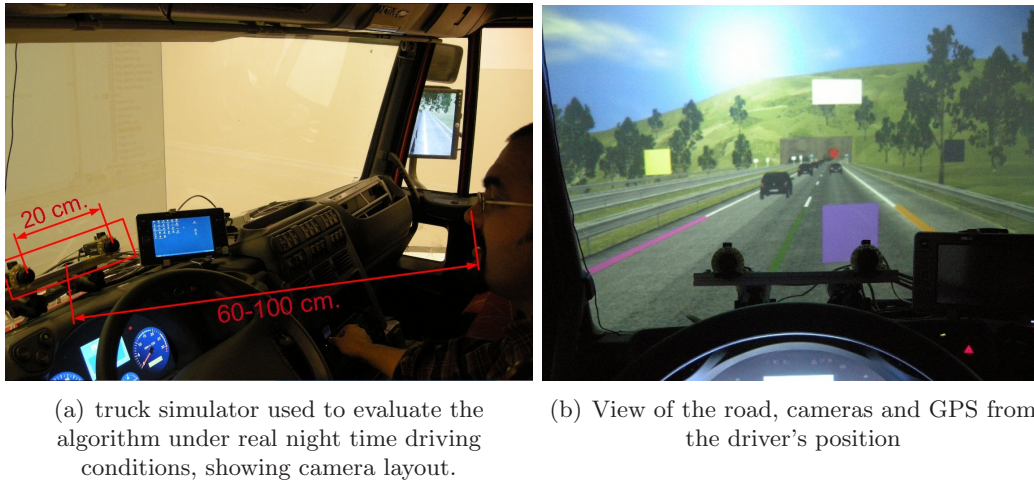 20 cm.
60-100 cm.
(a) truck simulator used to evaluate the
algorithm under real night time driving
conditions, showing camera layout.
(b) View of the road, cameras and GPS from
the driver's position